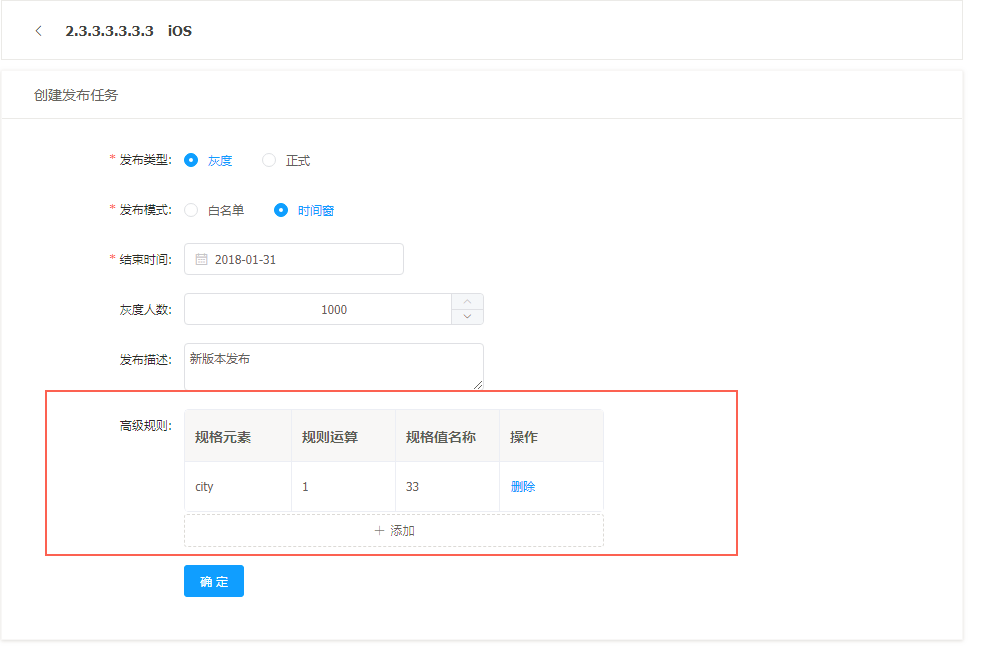 2.3.3.3.3.3.3 iOS
创建发布任务
* 发布类型: 灰度 正式
* 发布模式: 白名单 时间窗
* 结束时间: 2018-01-31
灰度人数: 1000
发布描述: 新版本发布
高级规则:
规格元素 规则运算 规格值名称 操作
city 1 33 删除
+ 添加
确 定